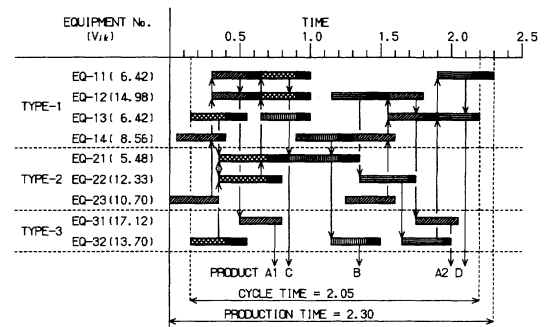 EQUIPMENT No. TIME
(Vik) 0.5 1.0 1.5 2.0 2.5
EQ-11( 6.42)
EQ-12(14.98)
TYPE-1
EQ-13( 6.42)
EQ-14( 8.56)
EQ-21( 5.48)
TYPE-2 EQ-22(12.33)
EQ-23(10.70)
EQ-31(17.12)
TYPE-3
EQ-32(13.70)
PRODUCT A1 C B A2 D
CYCLE TIME = 2.05
PRODUCTION TIME = 2.30